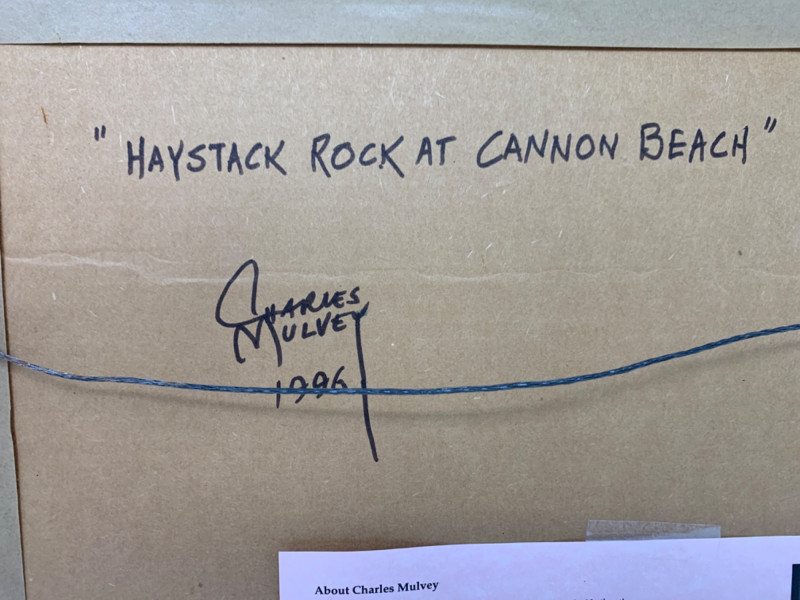 "HAYSTACK ROCK AT CANNON BEACH"
CHARLES
MULVEY
1996
About Charles Mulvey